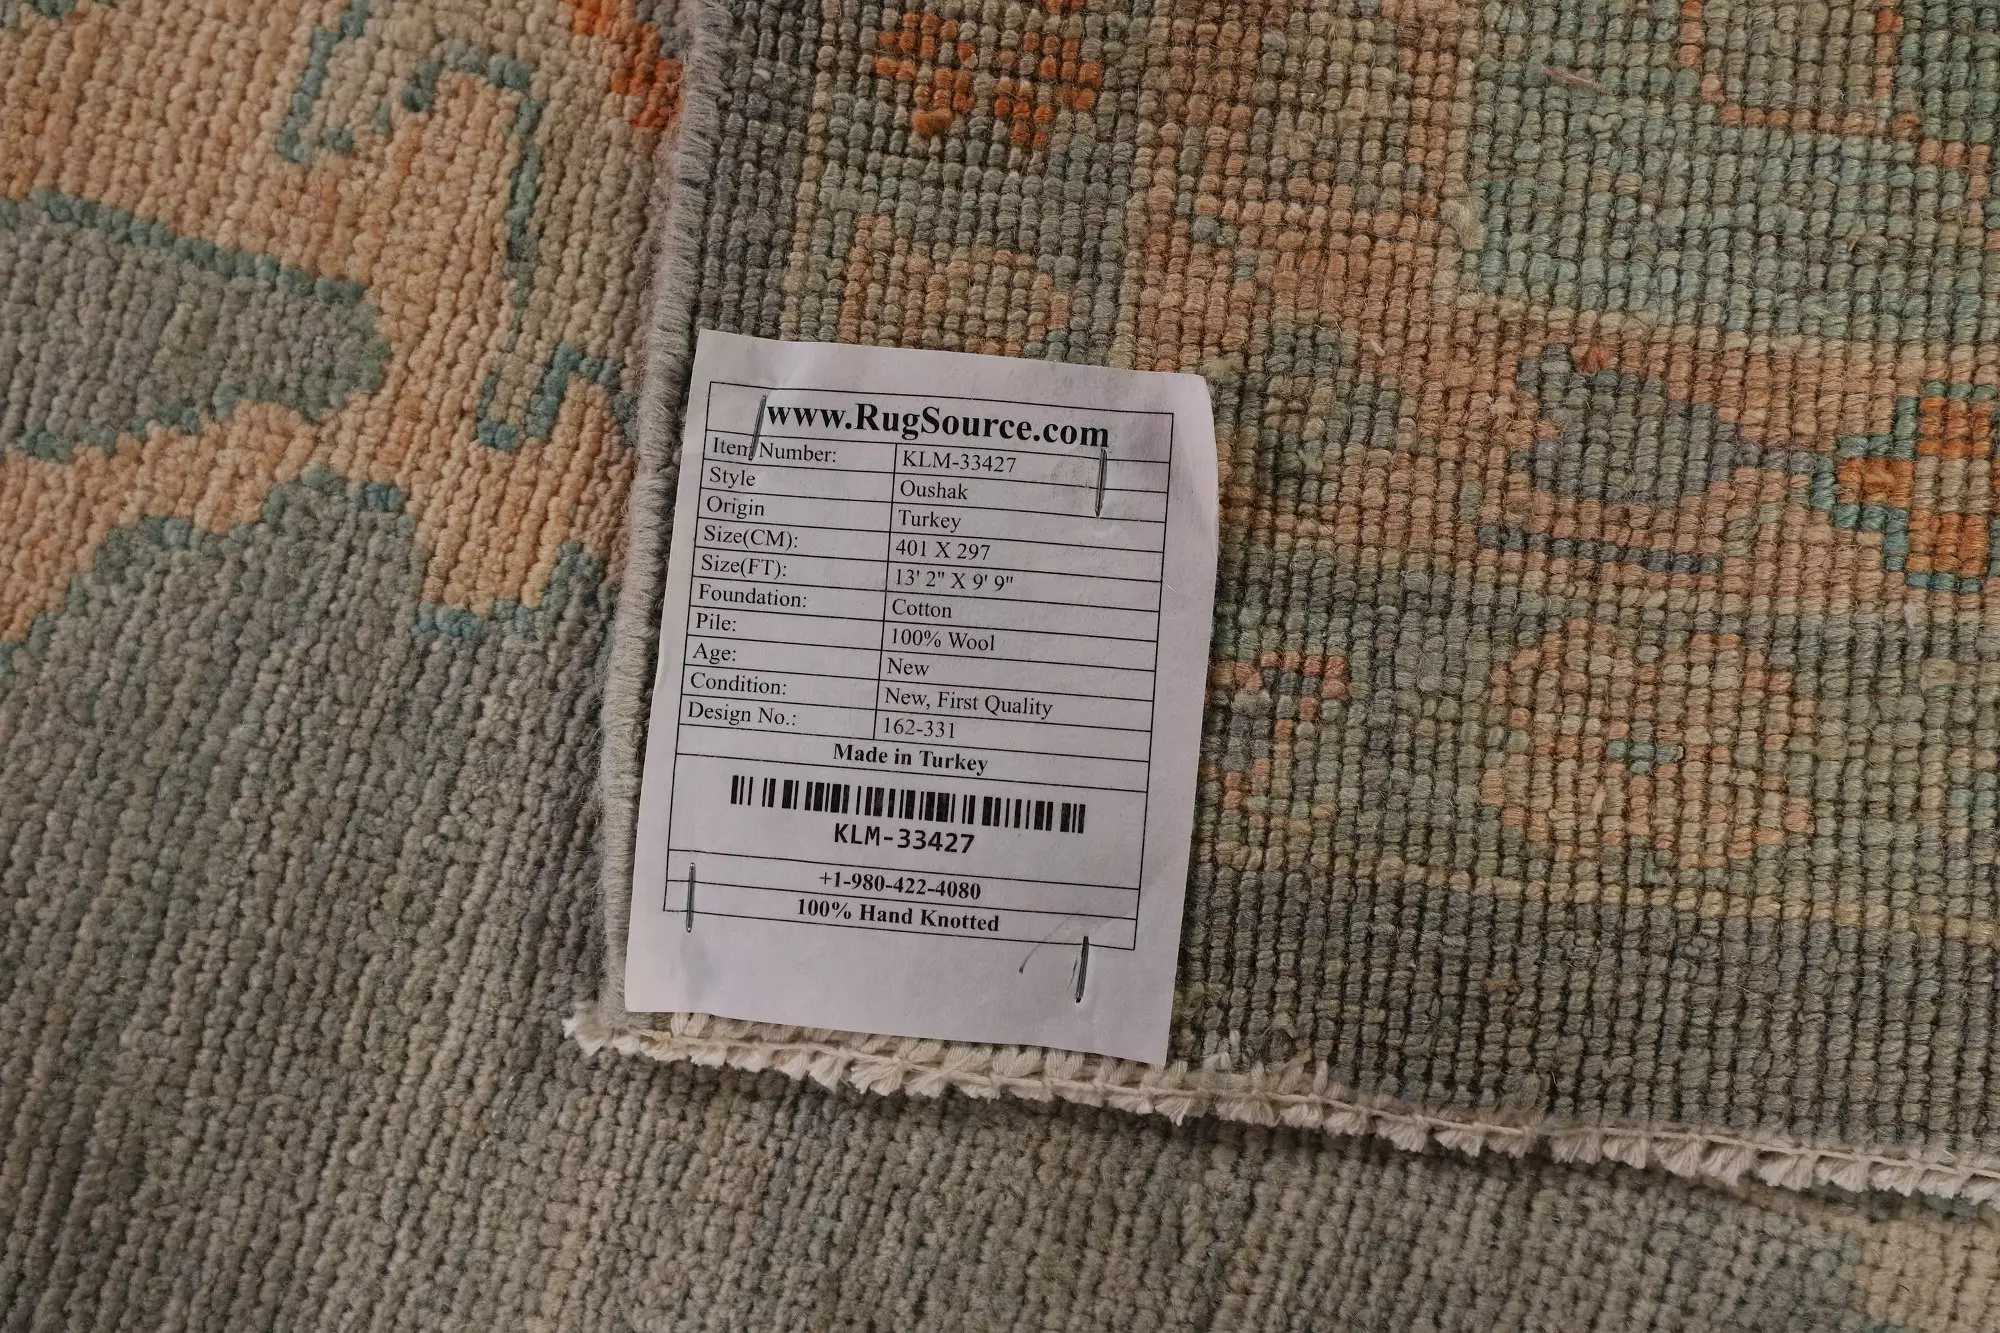 www.RugSource.com
Item Number: KLM-33427
Style Oushak
Origin Turkey
Size(CM): 401 X 297
Size(FT): 13' 2" X 9' 9"
Foundation: Cotton
Pile: 100% Wool
Age: New
Condition: New, First Quality
Design No.: 162-331
Made in Turkey
KLM-33427
+1-980-422-4080
100% Hand Knotted